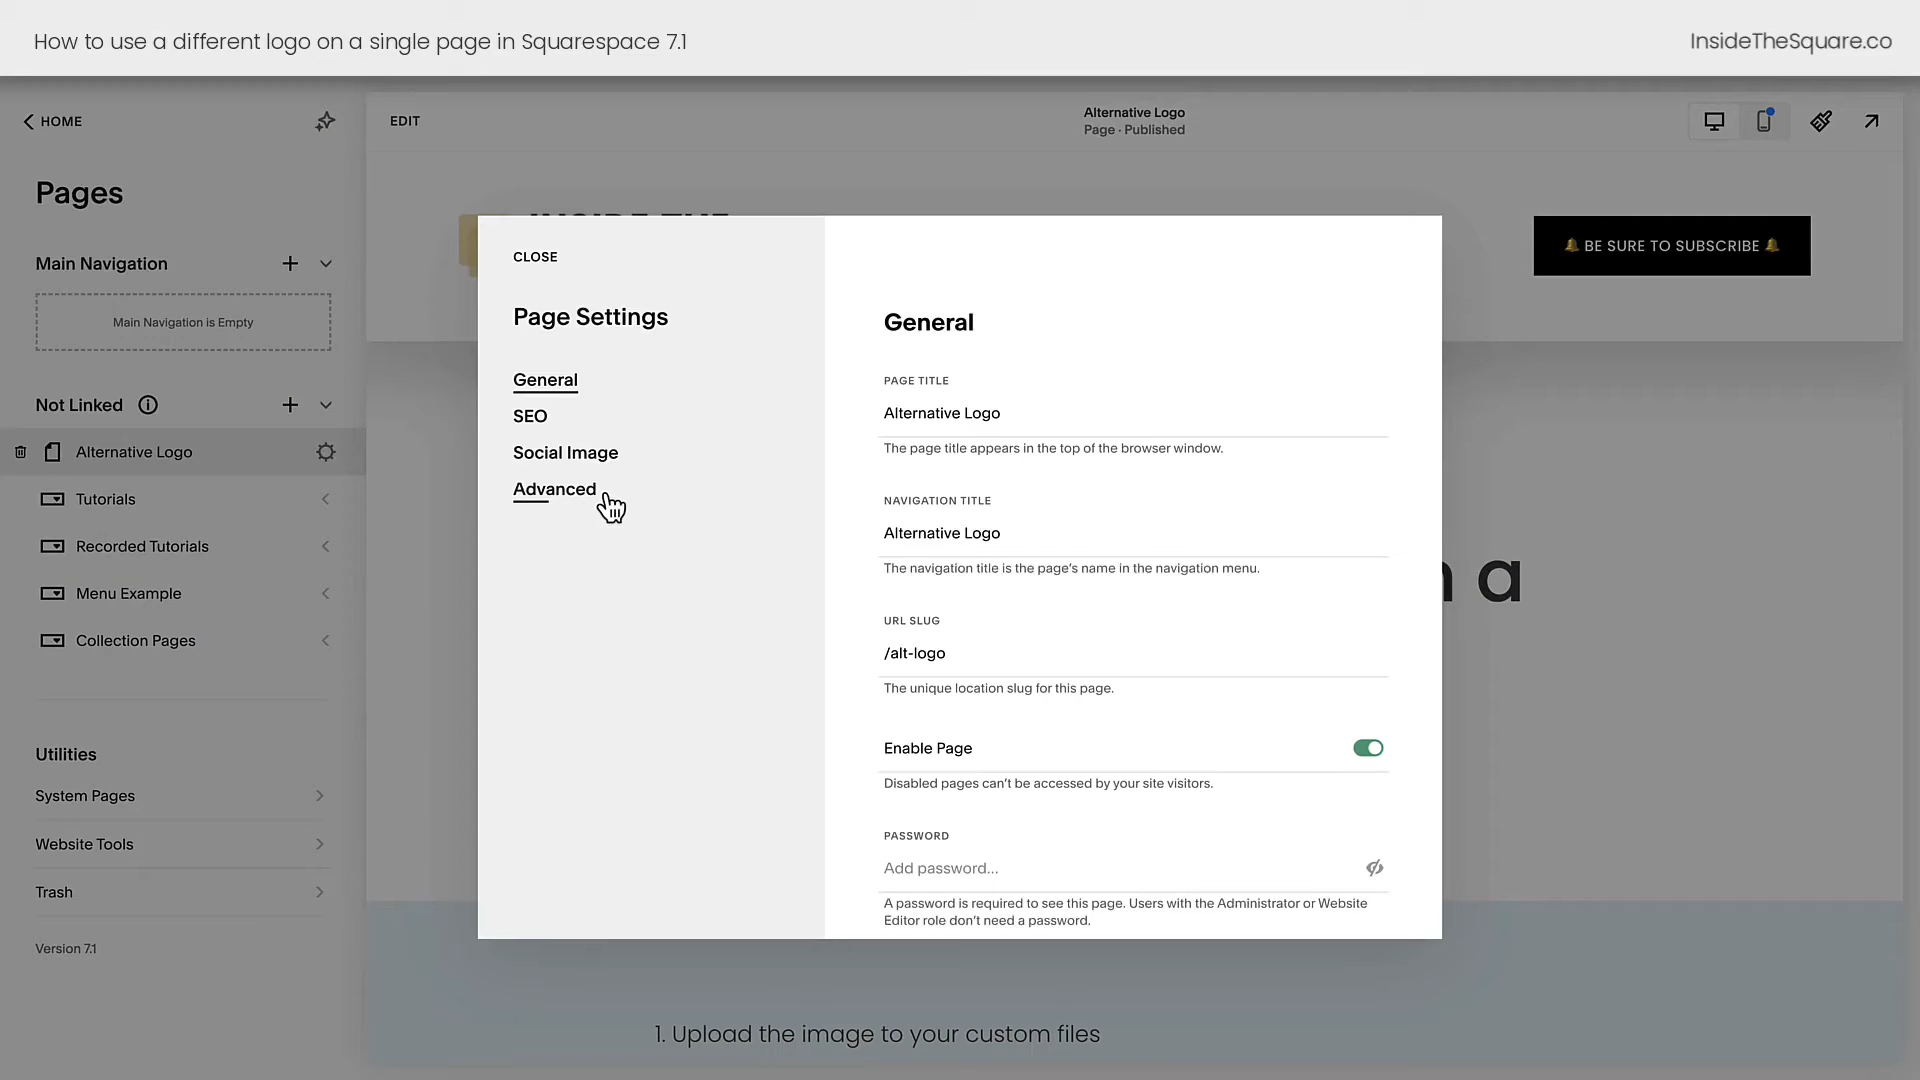 How to use a different logo on a single page in Squarespace 7.1
InsideTheSquare.co
HOME
EDIT
Alternative Logo
Page · Published
Pages
Main Navigation
Main Navigation is Empty
Not Linked
Alternative Logo
Tutorials
Recorded Tutorials
Menu Example
Collection Pages
Utilities
System Pages
Website Tools
Trash
Version 7.1
INSIDE THE
🔔 BE SURE TO SUBSCRIBE 🔔
CLOSE
Page Settings
General
SEO
Social Image
Advanced
General
PAGE TITLE
Alternative Logo
The page title appears in the top of the browser window.
NAVIGATION TITLE
Alternative Logo
The navigation title is the page's name in the navigation menu.
URL SLUG
/alt-logo
The unique location slug for this page.
Enable Page
Disabled pages can't be accessed by your site visitors.
PASSWORD
Add password...
A password is required to see this page. Users with the Administrator or Website
Editor role don't need a password.
a
1. Upload the image to your custom files